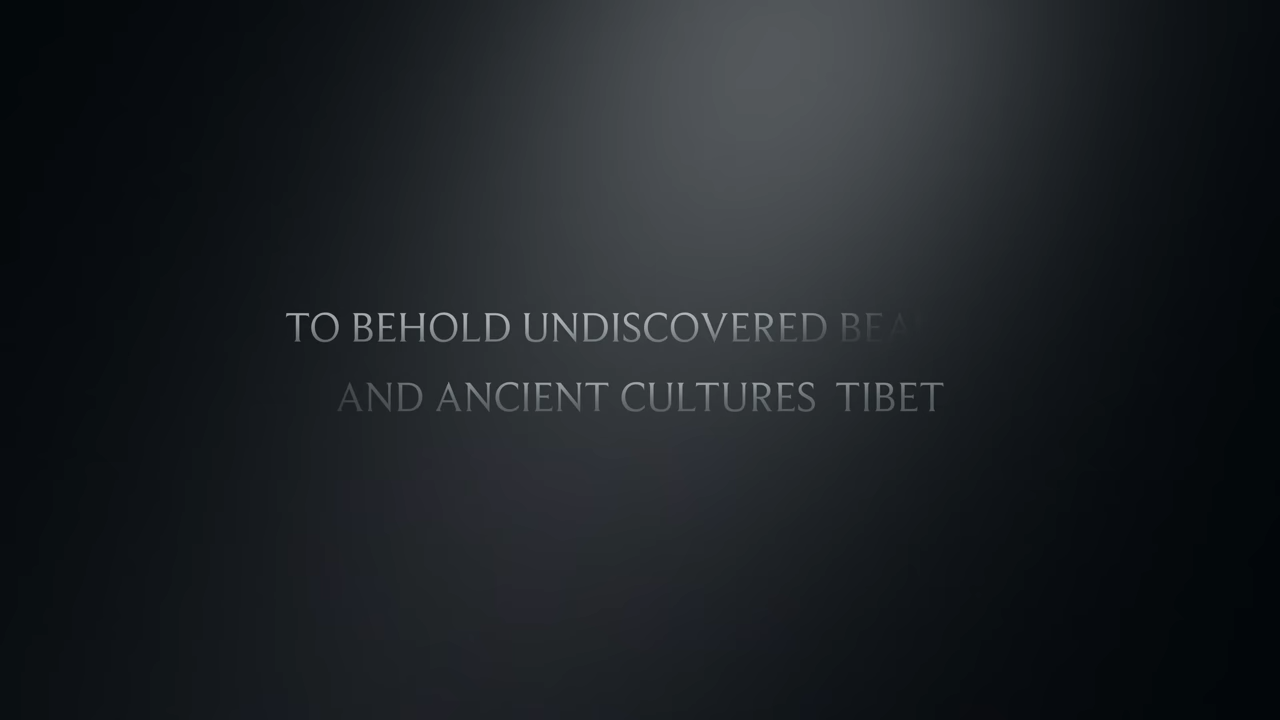 TO BEHOLD UNDISCOVERED
AND ANCIENT CULTURES TIBET